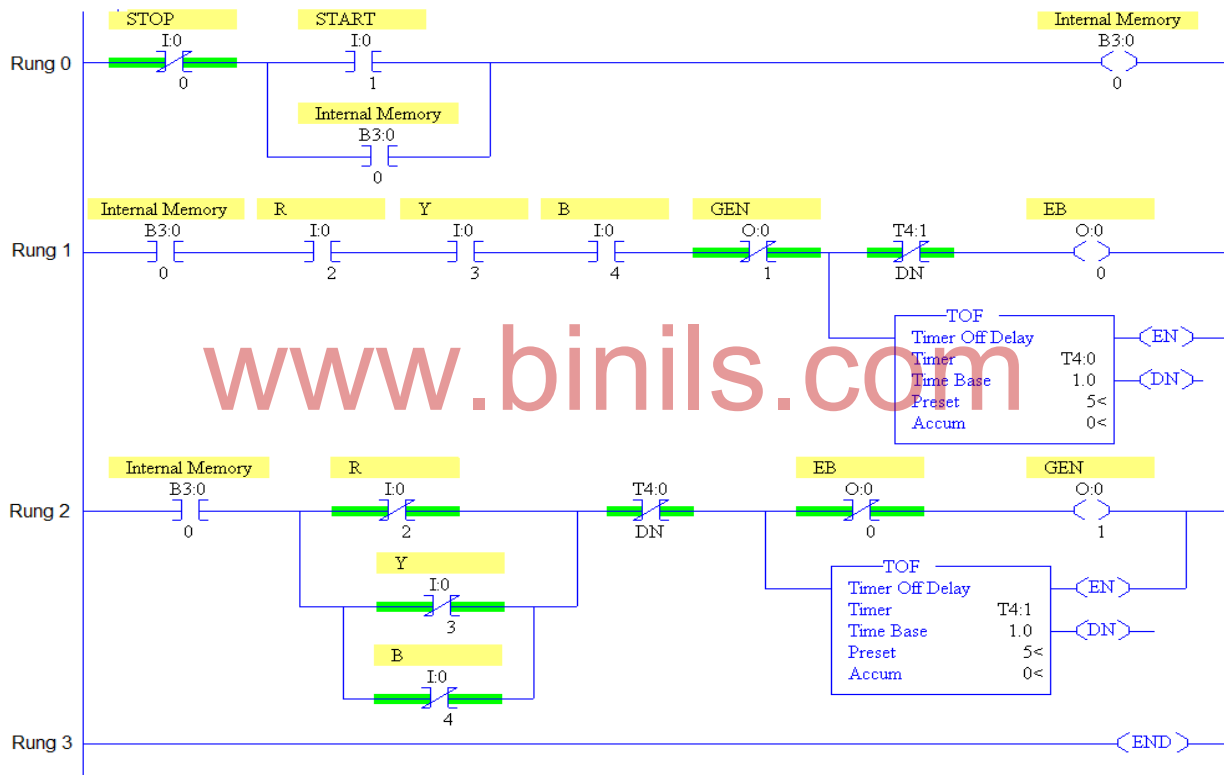 STOP START Internal Memory
I:0 I:0 B3:0
Rung 0
0 1 0
Internal Memory
B3:0
0
Internal Memory R Y B GEN EB
B3:0 I:0 I:0 I:0 O:0 T4:1 O:0
Rung 1
0 2 3 4 1 DN 0
TOF
Timer Off Delay EN
Timer T4:0
Time Base 1.0 DN
Preset 5<
Accum 0<
www.binils.com
Internal Memory R EB GEN
B3:0 I:0 T4:0 O:0 O:0
Rung 2
0 2 DN 0 1
Y
I:0
3
B
I:0
4
TOF
Timer Off Delay EN
Timer T4:1
Time Base 1.0 DN
Preset 5<
Accum 0<
Rung 3 END